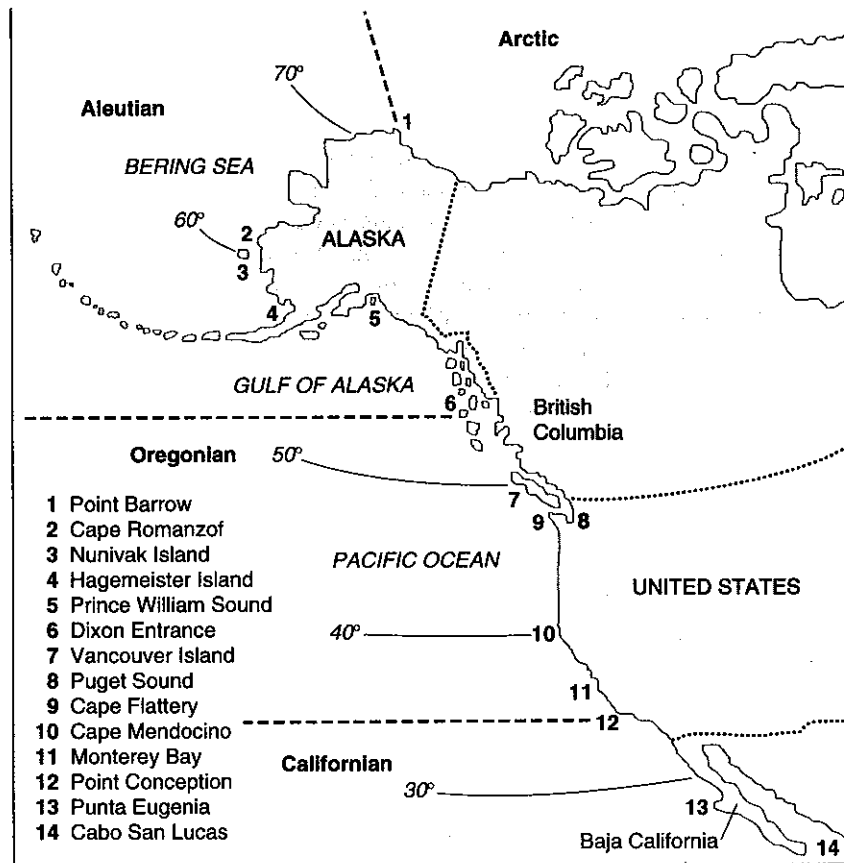 Arctic
70°
1
Aleutian
BERING SEA
60°
2
ALASKA
3
4
5
GULF OF ALASKA
6
British
Columbia
Oregonian
50°
7
8
9
1 Point Barrow
2 Cape Romanzof
3 Nunivak Island
4 Hagemeister Island
5 Prince William Sound
6 Dixon Entrance
7 Vancouver Island
8 Puget Sound
9 Cape Flattery
10 Cape Mendocino
11 Monterey Bay
12 Point Conception
13 Punta Eugenia
14 Cabo San Lucas
PACIFIC OCEAN
UNITED STATES
40°
10
11
12
Californian
30°
13
Baja California
14